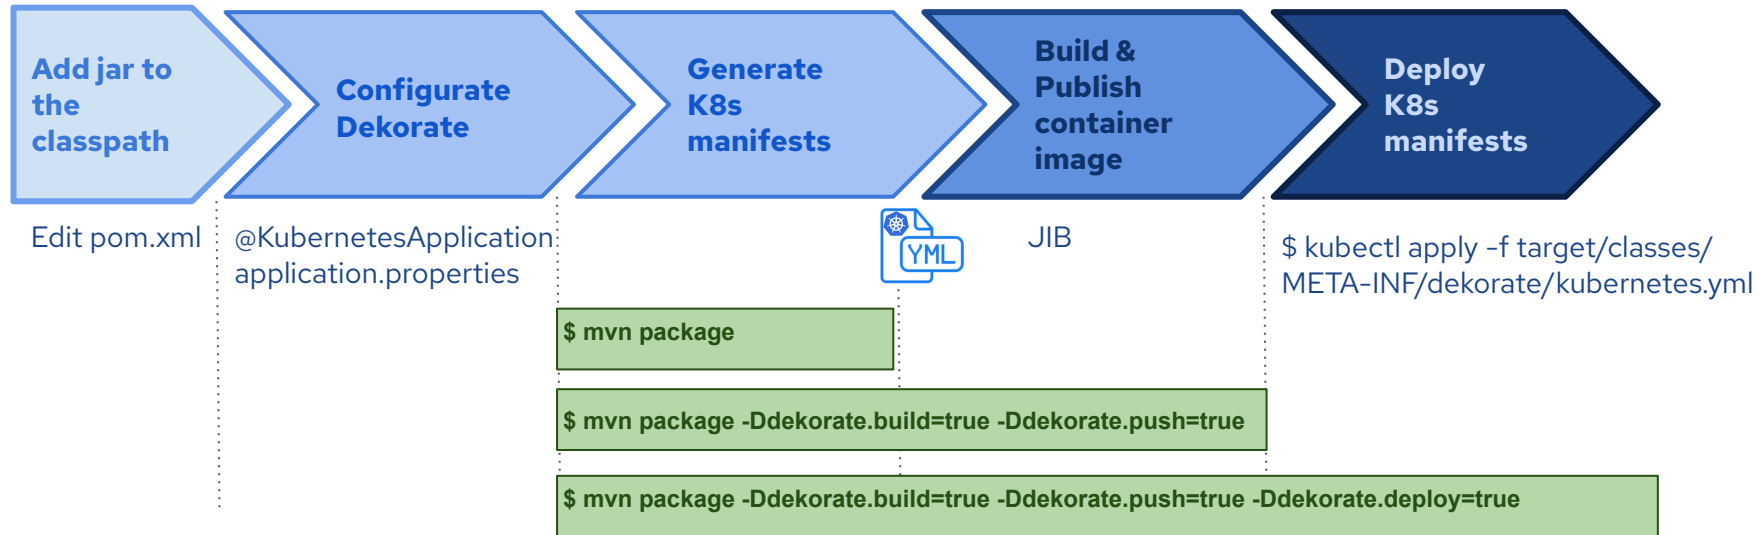 Add jar to
the
classpath
Configurate
Dekorate
Generate
K8s
manifests
Build &
Publish
container
image
Deploy
K8s
manifests
Edit pom.xml
@KubernetesApplication
application.properties
YML
JIB
$ kubectl apply -f target/classes/
META-INF/dekorate/kubernetes.yml
$ mvn package
$ mvn package -Ddekorate.build=true -Ddekorate.push=true
$ mvn package -Ddekorate.build=true -Ddekorate.push=true -Ddekorate.deploy=true